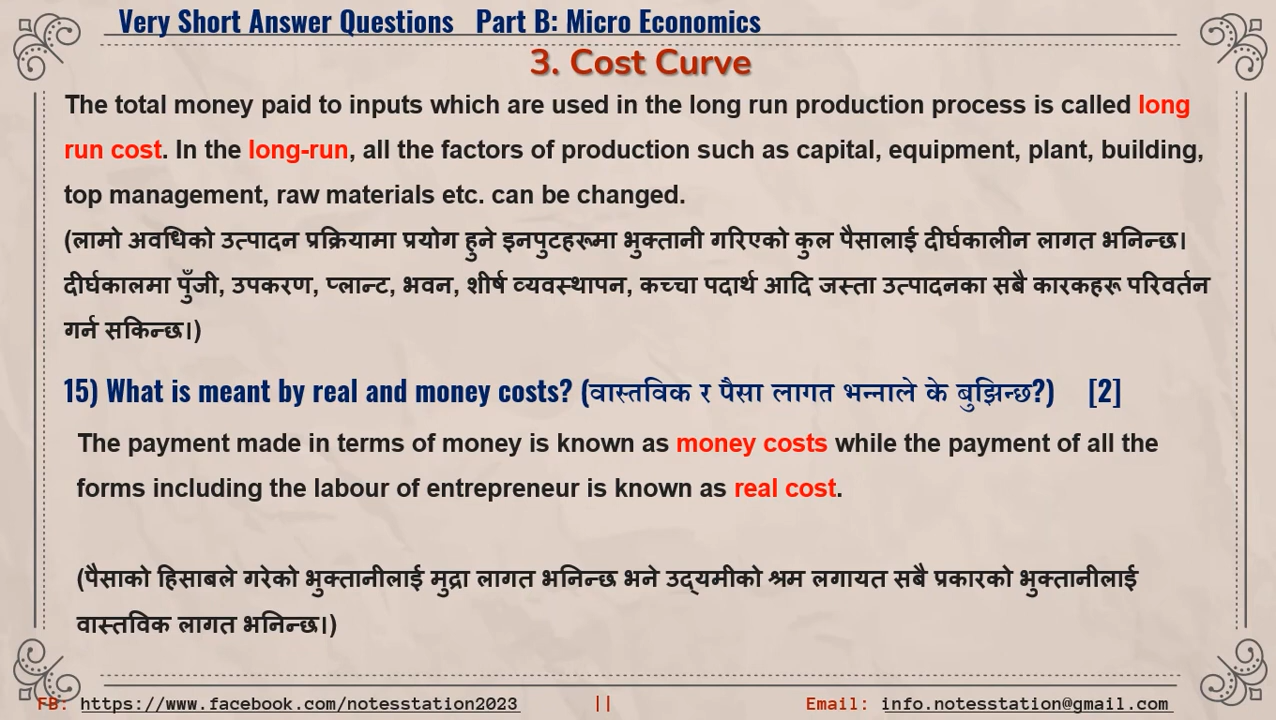 Very Short Answer Questions Part B: Micro Economics
3. Cost Curve
The total money paid to inputs which are used in the long run production process is called long
run cost. In the long-run, all the factors of production such as capital, equipment, plant, building,
top management, raw materials etc. can be changed.
(लामो अवधिको उत्पादन प्रक्रियामा प्रयोग हुने इनपुटहरूमा भुक्तानी गरिएको कुल पैसालाई दीर्घकालीन लागत भनिन्छ।
दीर्घकालमा पुँजी, उपकरण, प्लान्ट, भवन, शीर्ष व्यवस्थापन, कच्चा पदार्थ आदि जस्ता उत्पादनका सबै कारकहरू परिवर्तन
गर्न सकिन्छ।)
15) What is meant by real and money costs? (वास्तविक र पैसा लागत भन्नाले के बुझिन्छ?) [2]
The payment made in terms of money is known as money costs while the payment of all the
forms including the labour of entrepreneur is known as real cost.
(पैसाको हिसाबले गरेको भुक्तानीलाई मुद्रा लागत भनिन्छ भने उद्यमीको श्रम लगायत सबै प्रकारको भुक्तानीलाई
वास्तविक लागत भनिन्छ।)
FB: https://www.facebook.com/notesstation2023 || Email: info.notesstation@gmail.com